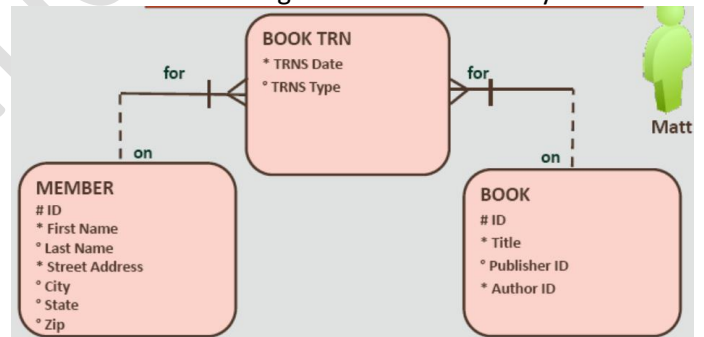 BOOK TRN
* TRNS Date
° TRNS Type
for
for
on
on
Matt
MEMBER
# ID
* First Name
° Last Name
* Street Address
° City
° State
° Zip
BOOK
# ID
* Title
° Publisher ID
* Author ID